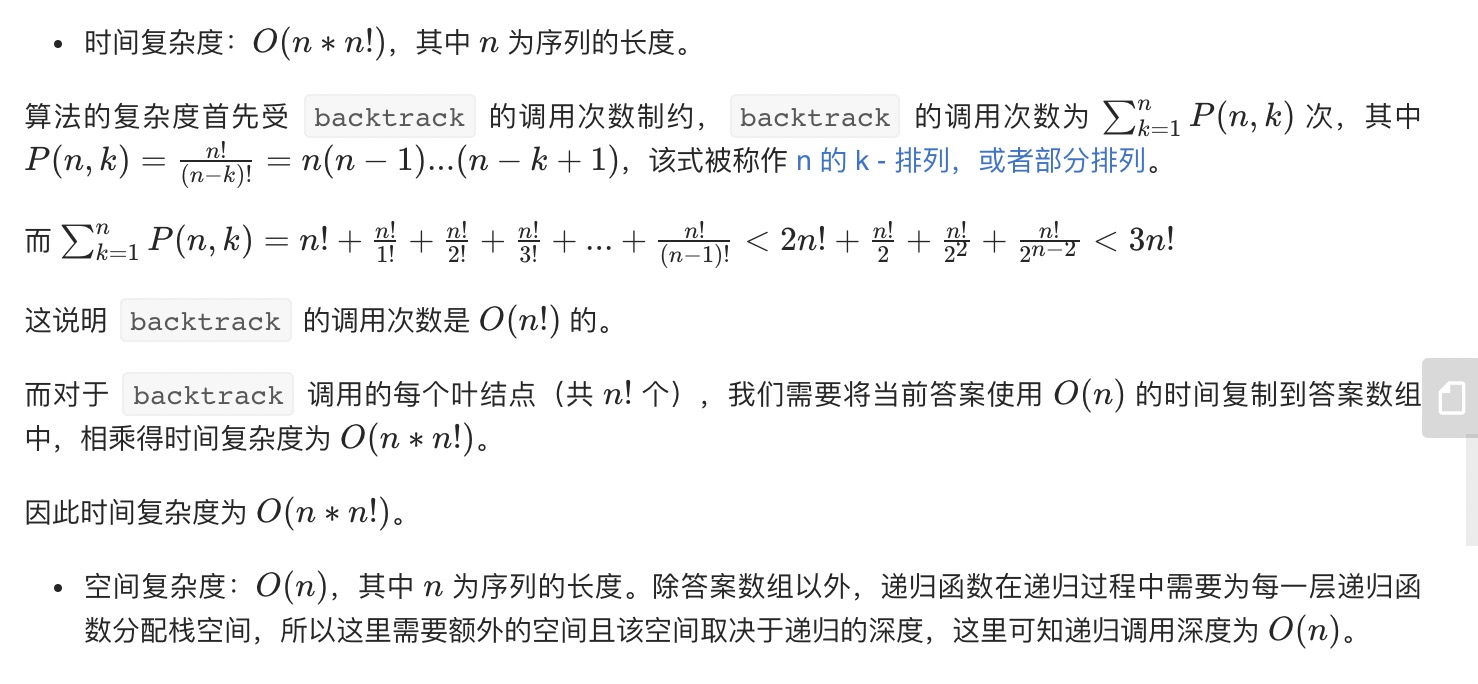 • 时间复杂度：$O(n * n!)$，其中 $n$ 为序列的长度。
算法的复杂度首先受 backtrack 的调用次数制约，backtrack 的调用次数为 $\sum_{k=1}^{n} P(n, k)$ 次，其中
$P(n, k) = \frac{n!}{(n-k)!} = n(n-1)...(n-k+1)$，该式被称作 n 的 k - 排列，或者部分排列。
而 $\sum_{k=1}^{n} P(n, k) = n! + \frac{n!}{1!} + \frac{n!}{2!} + \frac{n!}{3!} + ... + \frac{n!}{(n-1)!} < 2n! + \frac{n!}{2} + \frac{n!}{2^2} + \frac{n!}{2^{n-2}} < 3n!$
这说明 backtrack 的调用次数是 $O(n!)$ 的。
而对于 backtrack 调用的每个叶结点（共 $n!$ 个），我们需要将当前答案使用 $O(n)$ 的时间复制到答案数组
中，相乘得时间复杂度为 $O(n * n!)$。
因此时间复杂度为 $O(n * n!)$。
• 空间复杂度：$O(n)$，其中 $n$ 为序列的长度。除答案数组以外，递归函数在递归过程中需要为每一层递归函
数分配栈空间，所以这里需要额外的空间且该空间取决于递归的深度，这里可知递归调用深度为 $O(n)$。